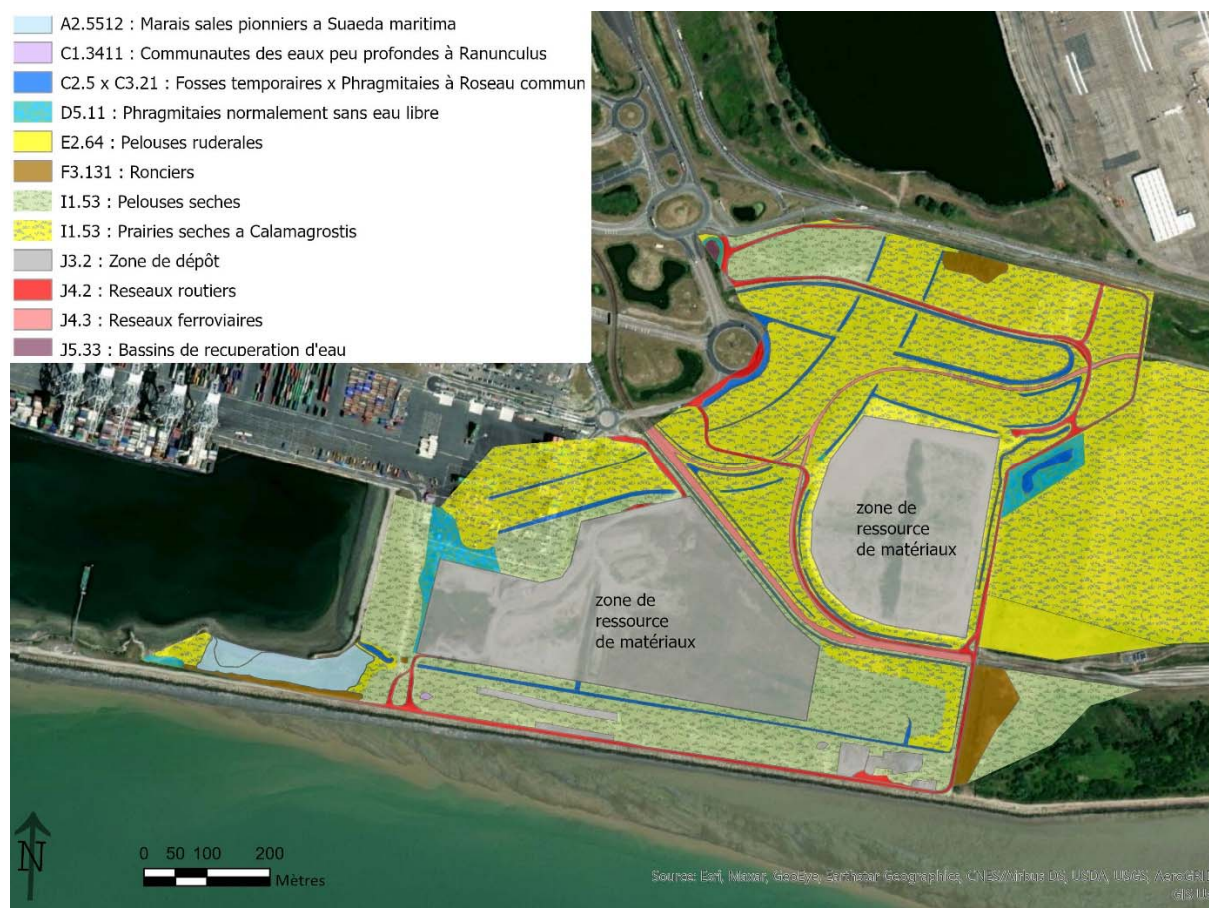 A2.5512 : Marais sales pionniers a Suaeda maritima
C1.3411 : Communautes des eaux peu profondes à Ranunculus
C2.5 x C3.21 : Fosses temporaires x Phragmitaies à Roseau commun
D5.11 : Phragmitaies normalement sans eau libre
E2.64 : Pelouses ruderales
F3.131 : Ronciers
I1.53 : Pelouses seches
I1.53 : Prairies seches a Calamagrostis
J3.2 : Zone de dépôt
J4.2 : Reseaux routiers
J4.3 : Reseaux ferroviaires
J5.33 : Bassins de recuperation d'eau
zone de
ressource
de matériaux
zone de
ressource
de matériaux
N
0 50 100 200
Mètres
Source: Esri, Maxar, GeoEye, Earthstar Geographics, CNES/Airbus DS, USDA, USGS, AeroGRID